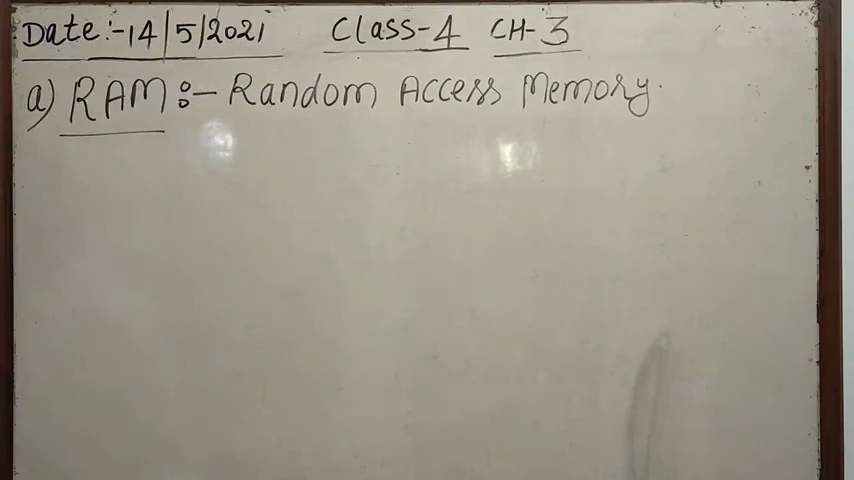 Date:-14/5/2021 Class-4 CH-3
a) RAM:- Random Access Memory.